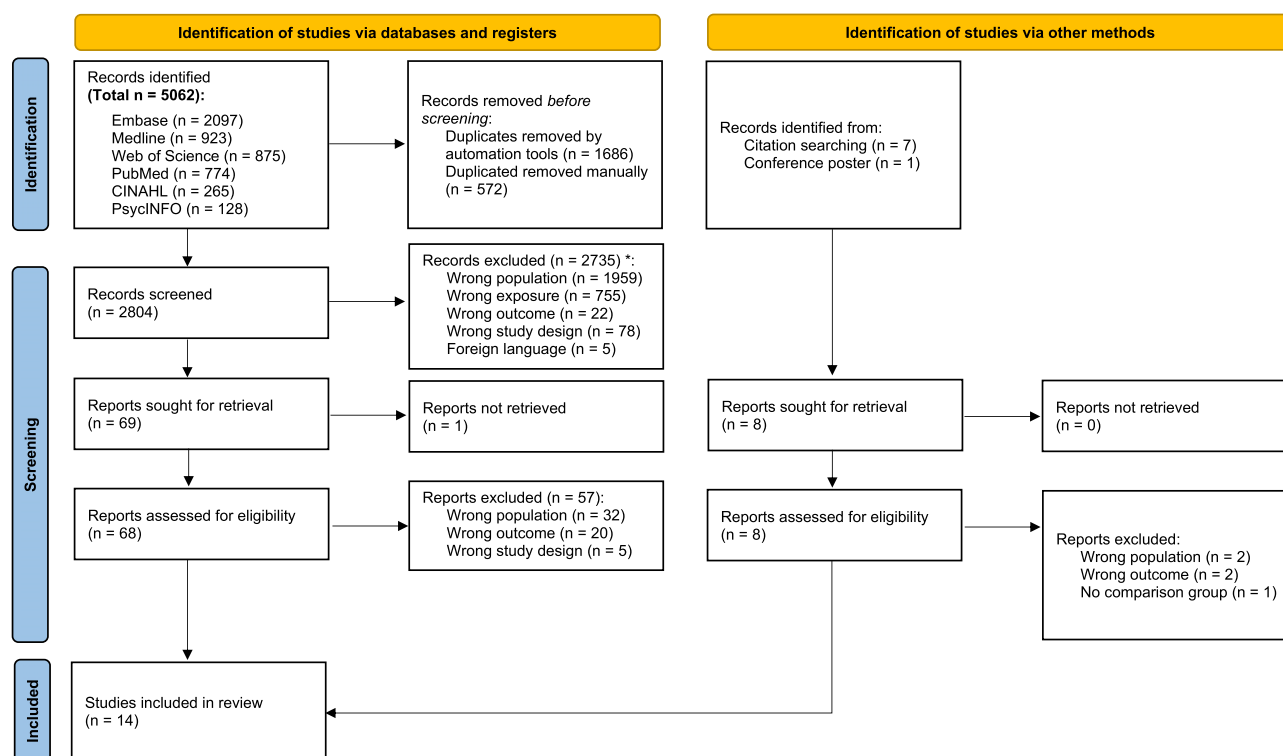 Identification of studies via databases and registers
Identification of studies via other methods
Identification
Records identified
(Total n = 5062):
Embase (n = 2097)
Medline (n = 923)
Web of Science (n = 875)
PubMed (n = 774)
CINAHL (n = 265)
PsycINFO (n = 128)
Records removed before
screening:
Duplicates removed by
automation tools (n = 1686)
Duplicated removed manually
(n = 572)
Records identified from:
Citation searching (n = 7)
Conference poster (n = 1)
Screening
Records screened
(n = 2804)
Records excluded (n = 2735) *:
Wrong population (n = 1959)
Wrong exposure (n = 755)
Wrong outcome (n = 22)
Wrong study design (n = 78)
Foreign language (n = 5)
Reports sought for retrieval
(n = 69)
Reports not retrieved
(n = 1)
Reports sought for retrieval
(n = 8)
Reports not retrieved
(n = 0)
Reports assessed for eligibility
(n = 68)
Reports excluded (n = 57):
Wrong population (n = 32)
Wrong outcome (n = 20)
Wrong study design (n = 5)
Reports assessed for eligibility
(n = 8)
Reports excluded:
Wrong population (n = 2)
Wrong outcome (n = 2)
No comparison group (n = 1)
Included
Studies included in review
(n = 14)